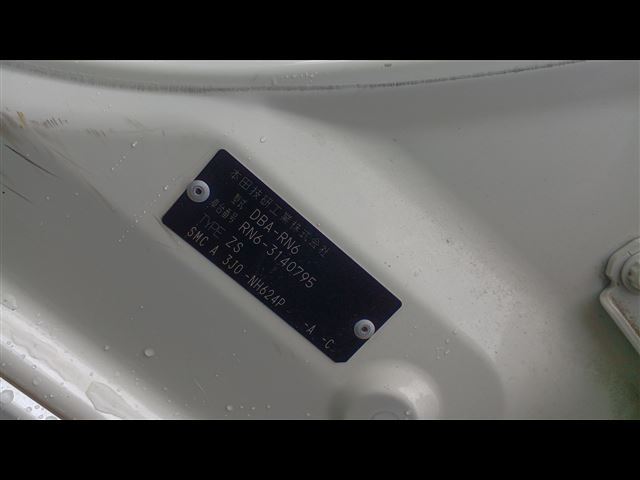 本田技研工業株式会社
型式 DBA-RN6
車台番号 RN6-3140795
TYPE ZS
SMC A 3J0-NH624P -A -C